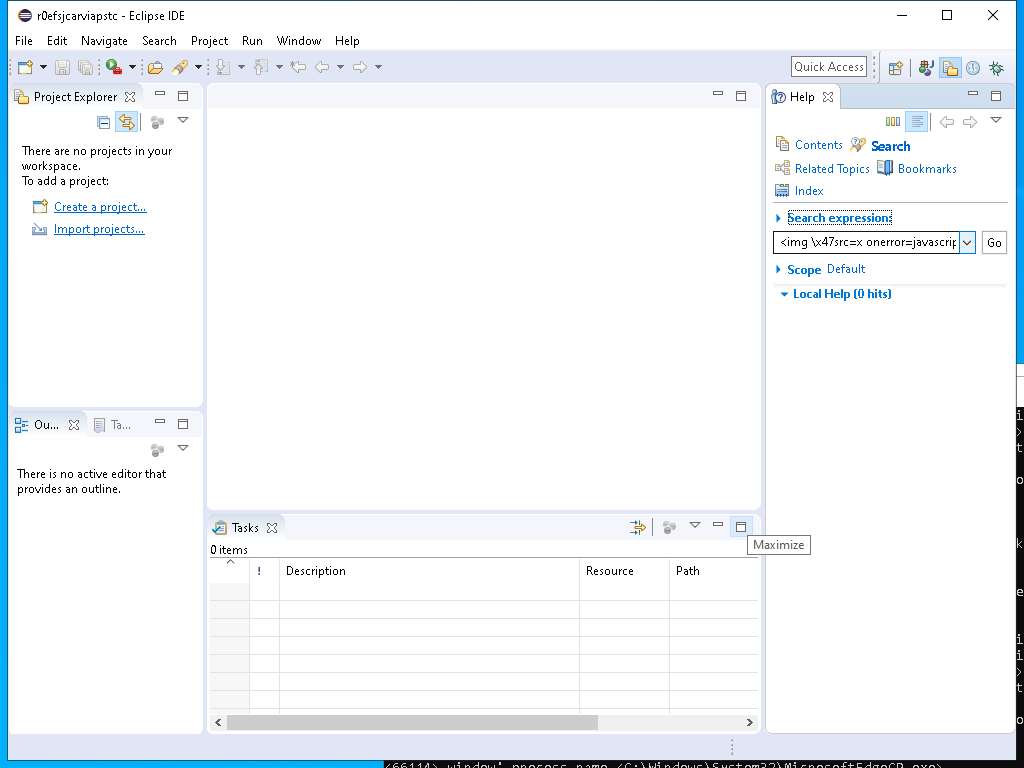 r0efsjcarviapstc - Eclipse IDE
File Edit Navigate Search Project Run Window Help
Quick Access
Project Explorer
There are no projects in your
workspace.
To add a project:
Create a project...
Import projects...
Ou...
Ta...
There is no active editor that
provides an outline.
Tasks
0 items
! Description Resource Path
Maximize
Help
Contents Search
Related Topics Bookmarks
Index
Search expression:
<img \x47src=x onerror=javascrip
Go
Scope Default
Local Help (0 hits)
<66114> window' process name <C:\Windows\System32\MicrosoftEdgeCP.exe>